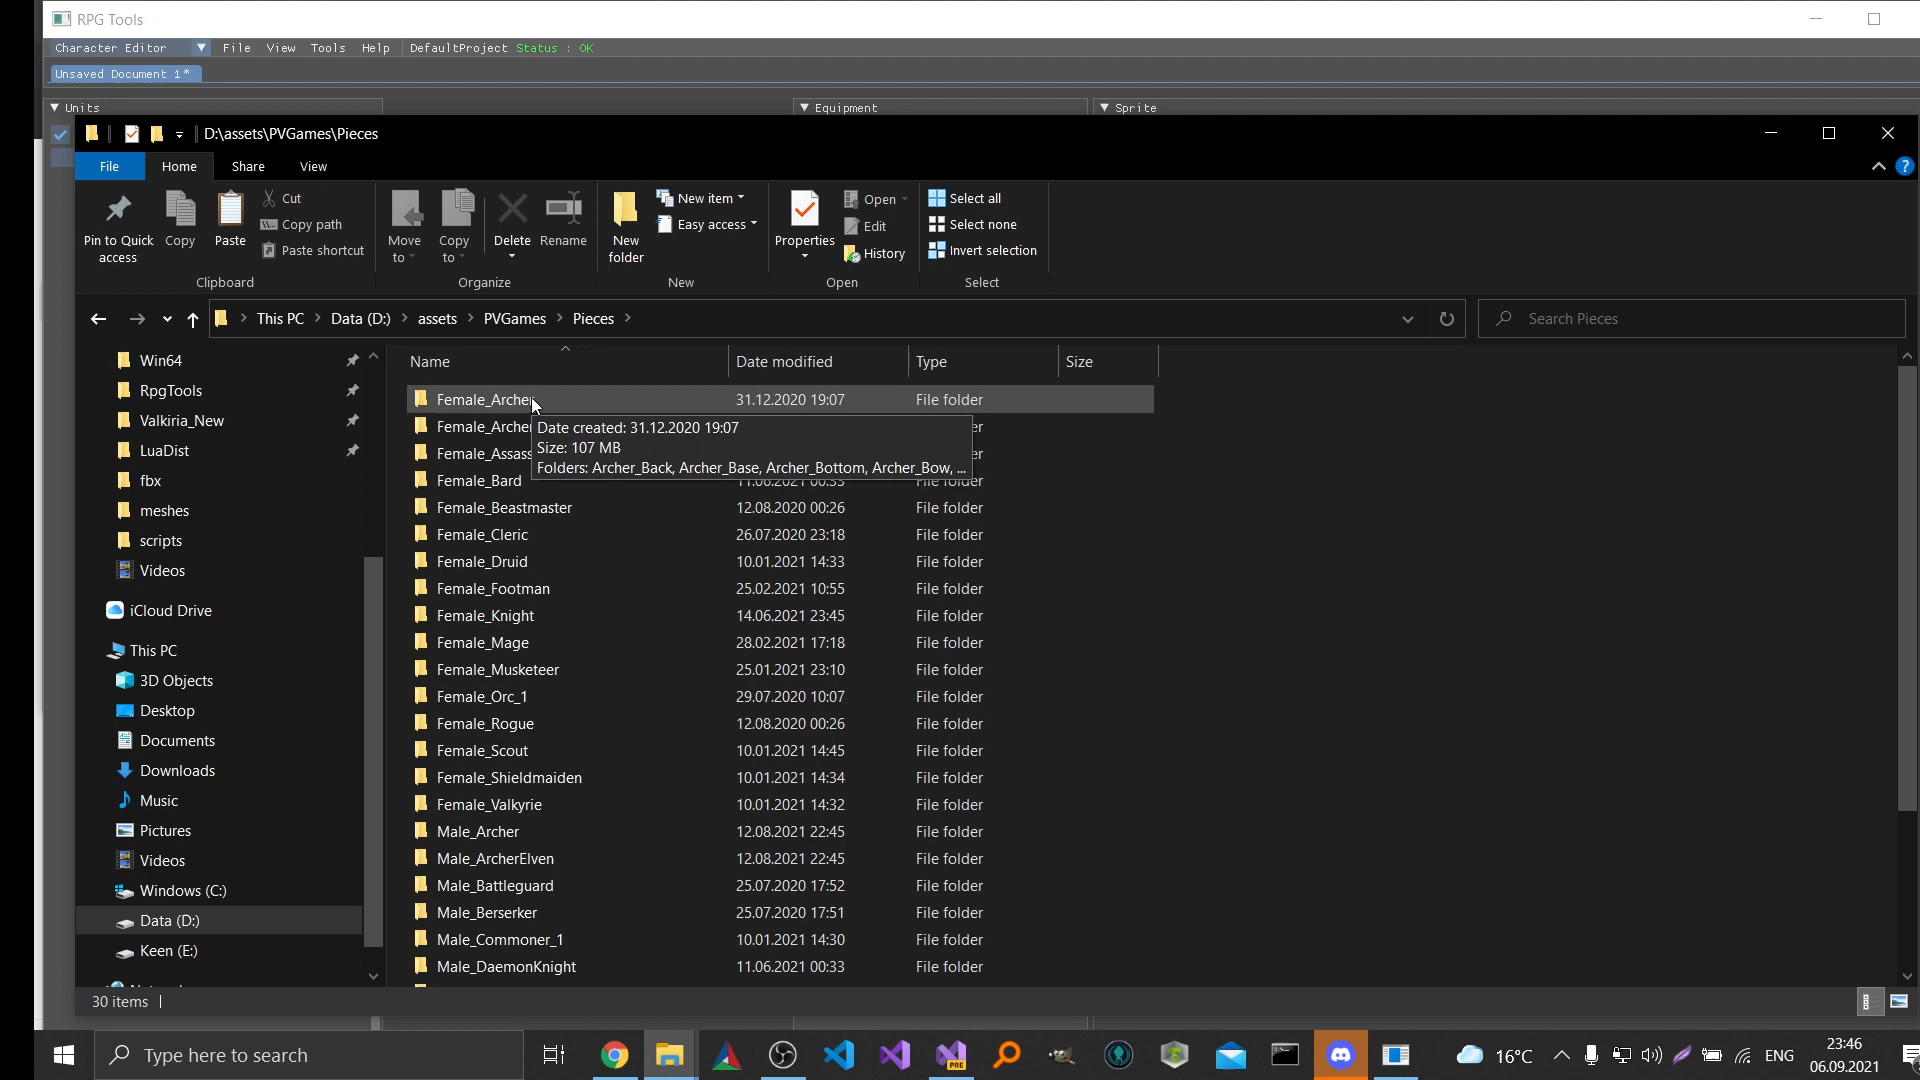 RPG Tools
Character Editor File View Tools Help DefaultProject Status : OK
Unsaved Document 1*
Units Equipment Sprite
D:\assets\PVGames\Pieces
File Home Share View
Pin to Quick access
Copy
Paste
Cut
Copy path
Paste shortcut
Clipboard
Move to
Copy to
Delete
Rename
Organize
New folder
New item
Easy access
New
Properties
Open
Edit
History
Open
Select all
Select none
Invert selection
Select
This PC Data (D:) assets PVGames Pieces
Search Pieces
Win64
RpgTools
Valkiria_New
LuaDist
fbx
meshes
scripts
Videos
iCloud Drive
This PC
3D Objects
Desktop
Documents
Downloads
Music
Pictures
Videos
Windows (C:)
Data (D:)
Keen (E:)
Name Date modified Type Size
Female_Archer 31.12.2020 19:07 File folder
Date created: 31.12.2020 19:07
Size: 107 MB
Folders: Archer_Back, Archer_Base, Archer_Bottom, Archer_Bow, ...
Female_Bard 11.06.2021 00:33 File folder
Female_Beastmaster 12.08.2020 00:26 File folder
Female_Cleric 26.07.2020 23:18 File folder
Female_Druid 10.01.2021 14:33 File folder
Female_Footman 25.02.2021 10:55 File folder
Female_Knight 14.06.2021 23:45 File folder
Female_Mage 28.02.2021 17:18 File folder
Female_Musketeer 25.01.2021 23:10 File folder
Female_Orc_1 29.07.2020 10:07 File folder
Female_Rogue 12.08.2020 00:26 File folder
Female_Scout 10.01.2021 14:45 File folder
Female_Shieldmaiden 10.01.2021 14:34 File folder
Female_Valkyrie 10.01.2021 14:32 File folder
Male_Archer 12.08.2021 22:45 File folder
Male_ArcherElven 12.08.2021 22:45 File folder
Male_Battleguard 25.07.2020 17:52 File folder
Male_Berserker 25.07.2020 17:51 File folder
Male_Commoner_1 10.01.2021 14:30 File folder
Male_DaemonKnight 11.06.2021 00:33 File folder
30 items
Type here to search
PRE
16°C
ENG
23:46
06.09.2021